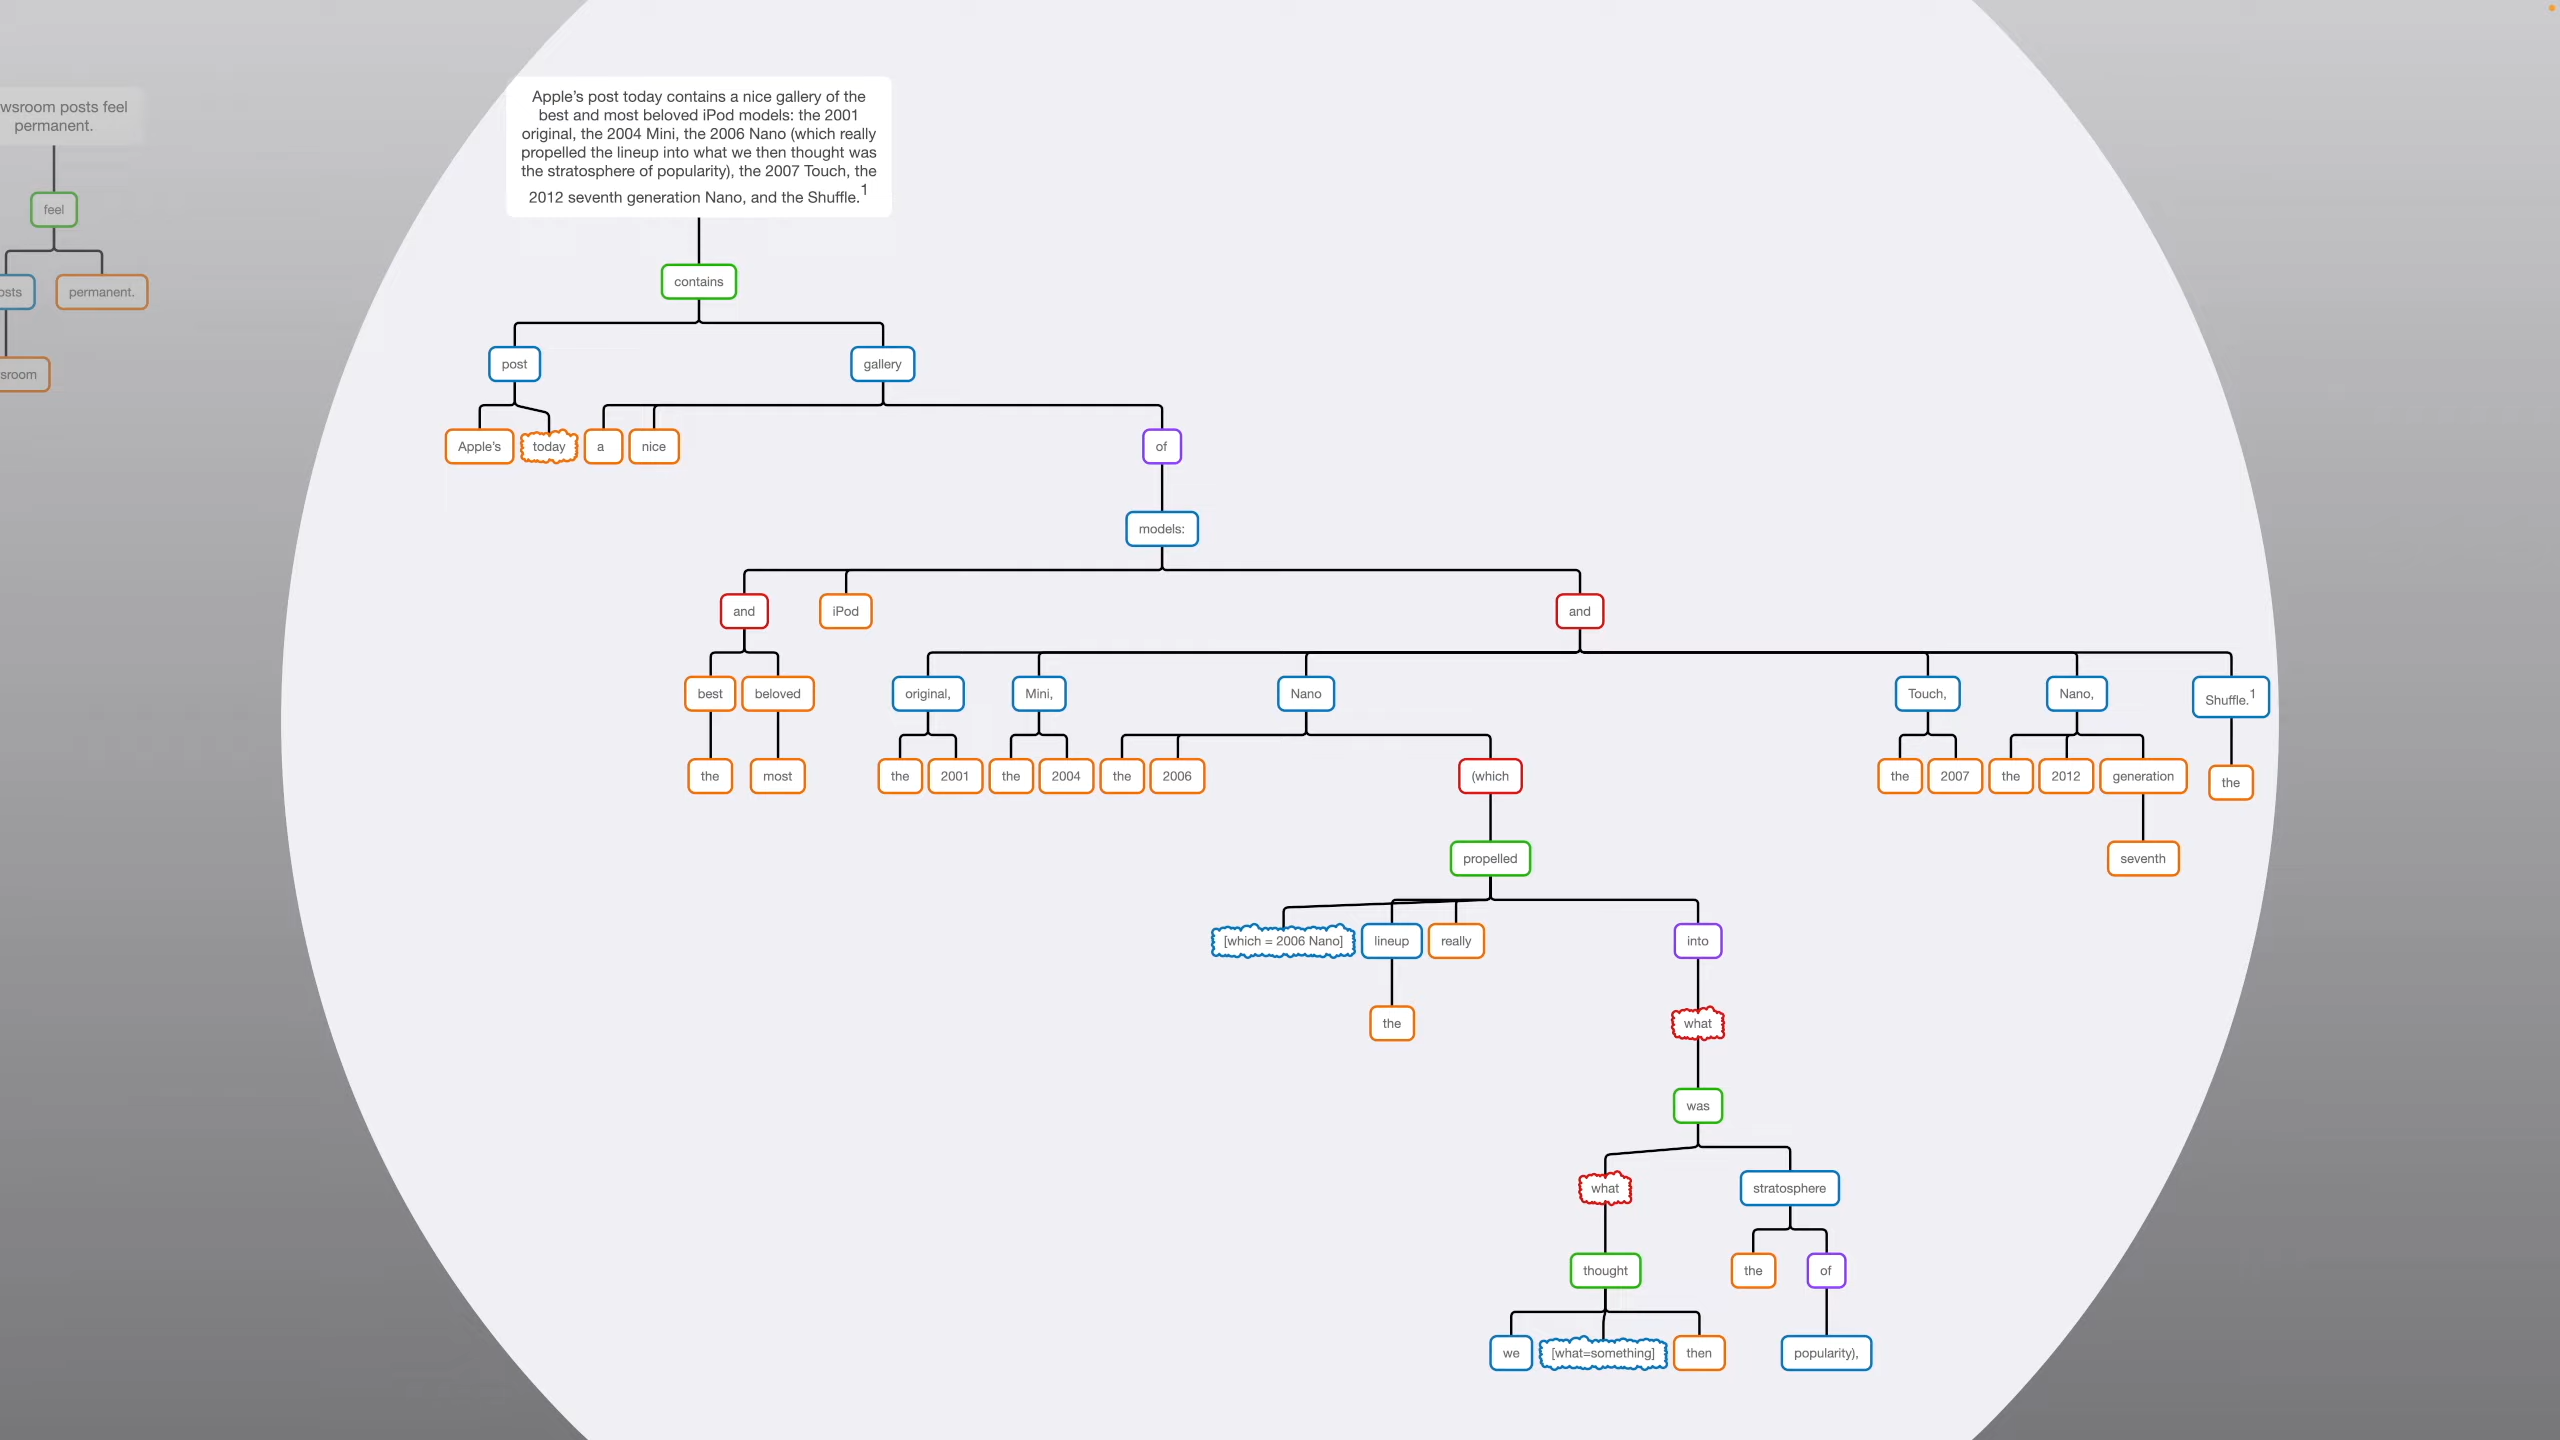 wsroom posts feel
permanent.
feel
osts
permanent.
sroom
Apple’s post today contains a nice gallery of the
best and most beloved iPod models: the 2001
original, the 2004 Mini, the 2006 Nano (which really
propelled the lineup into what we then thought was
the stratosphere of popularity), the 2007 Touch, the
2012 seventh generation Nano, and the Shuffle.1
contains
post
gallery
Apple’s
today
a
nice
of
models:
and
iPod
and
best
beloved
original,
Mini,
Nano
Touch,
Nano,
Shuffle.1
the
most
the
2001
the
2004
the
2006
(which
the
2007
the
2012
generation
the
propelled
seventh
[which = 2006 Nano]
lineup
really
into
the
what
was
what
stratosphere
thought
the
of
we
[what=something]
then
popularity),